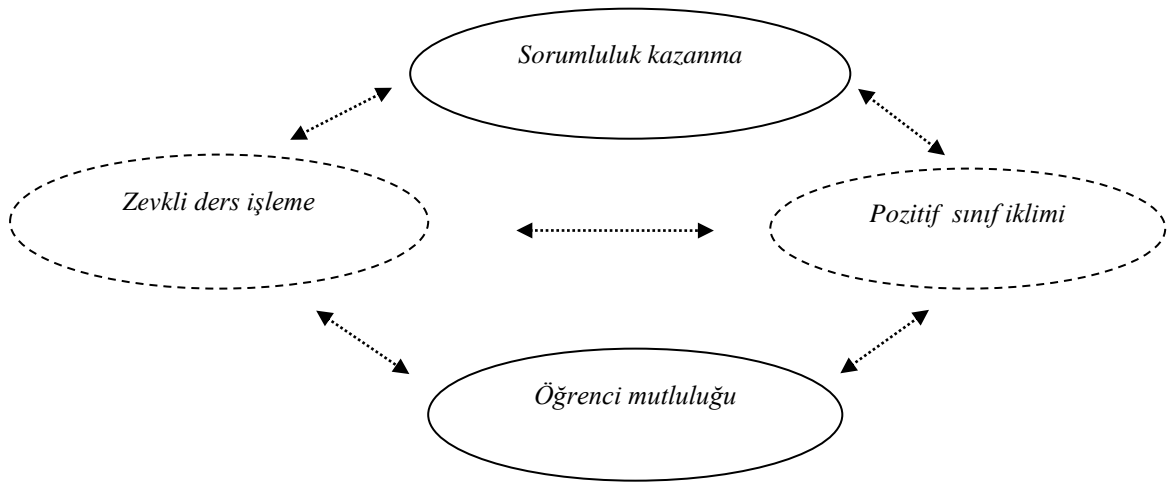 Sorumluluk kazanma
Zevkli ders işleme
Pozitif sınıf iklimi
Öğrenci mutluluğu